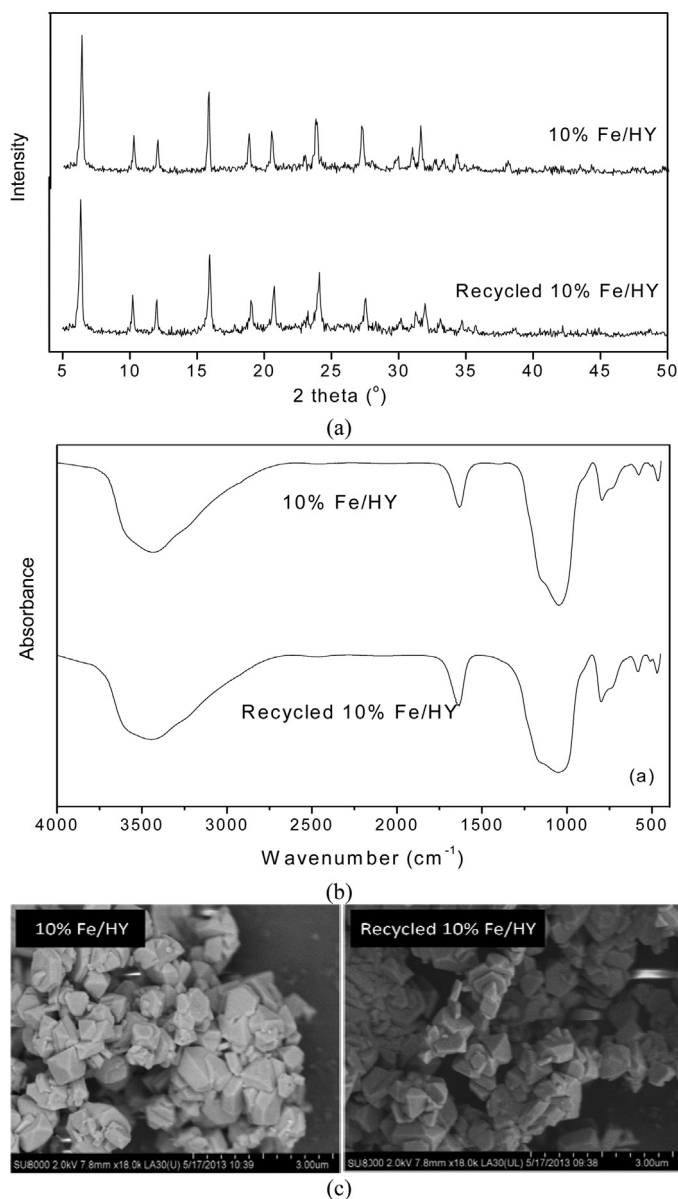 Intensity
10% Fe/HY
Recycled 10% Fe/HY
5 10 15 20 25 30 35 40 45 50
2 theta (°)
(a)
Absorbance
10% Fe/HY
Recycled 10% Fe/HY
(a)
4000 3500 3000 2500 2000 1500 1000 500
Wavenumber (cm⁻¹)
(b)
10% Fe/HY
SU8000 2.0kV 7.8mm x18.0k LA30(U) 5/17/2013 10:39 3.00um
Recycled 10% Fe/HY
SU8000 2.0kV 7.8mm x18.0k LA30(UL) 5/17/2013 09:38 3.00um
(c)